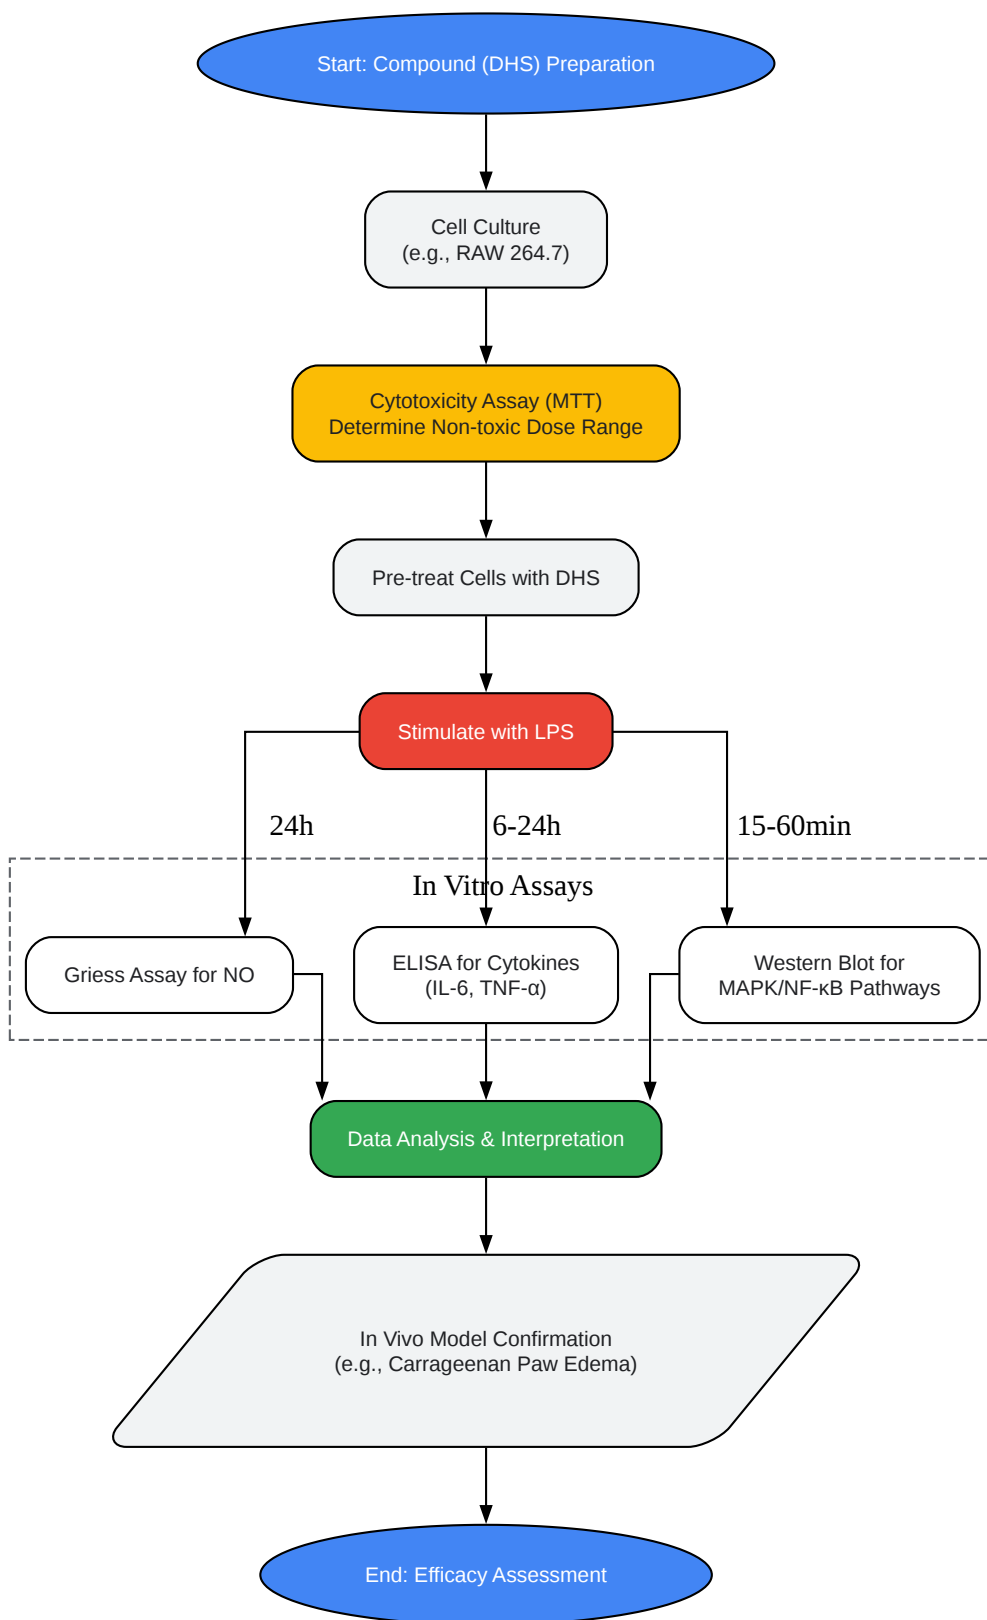 Start: Compound (DHS) Preparation
Cell Culture
(e.g., RAW 264.7)
Cytotoxicity Assay (MTT)
Determine Non-toxic Dose Range
Pre-treat Cells with DHS
Stimulate with LPS
24h
6-24h
15-60min
In Vitro Assays
Griess Assay for NO
ELISA for Cytokines
(IL-6, TNF-α)
Western Blot for
MAPK/NF-κB Pathways
Data Analysis & Interpretation
In Vivo Model Confirmation
(e.g., Carrageenan Paw Edema)
End: Efficacy Assessment